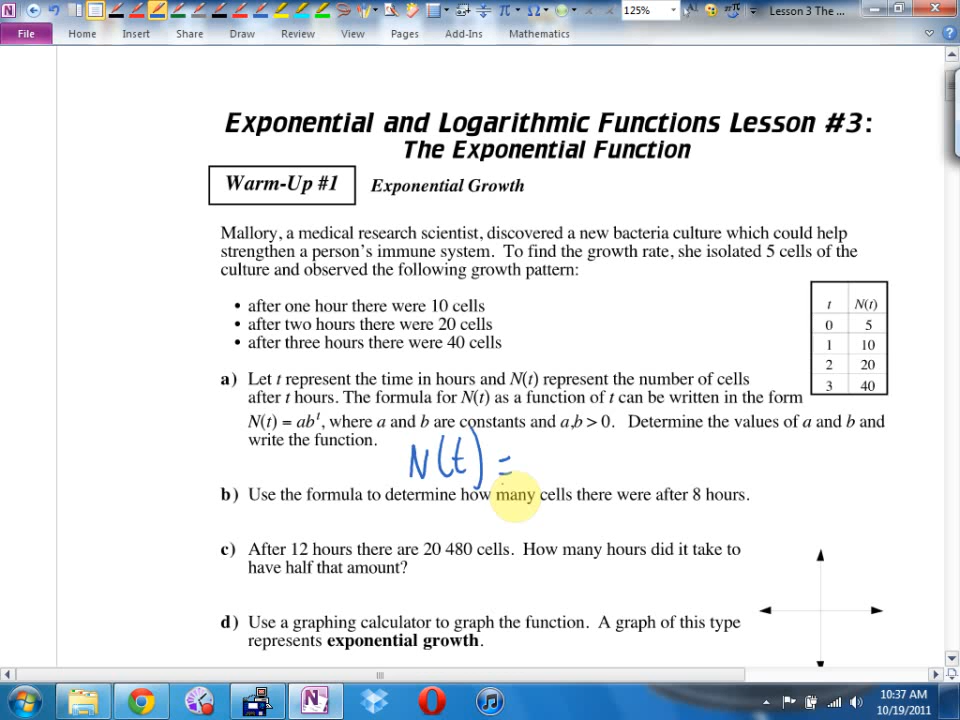 125%
Lesson 3 The ...
File Home Insert Share Draw Review View Pages Add-Ins Mathematics
Exponential and Logarithmic Functions Lesson #3:
The Exponential Function
Warm-Up #1 Exponential Growth
Mallory, a medical research scientist, discovered a new bacteria culture which could help
strengthen a person's immune system. To find the growth rate, she isolated 5 cells of the
culture and observed the following growth pattern:
• after one hour there were 10 cells
• after two hours there were 20 cells
• after three hours there were 40 cells
t N(t)
0 5
1 10
2 20
3 40
a) Let t represent the time in hours and N(t) represent the number of cells
after t hours. The formula for N(t) as a function of t can be written in the form
N(t) = abᵗ, where a and b are constants and a,b > 0. Determine the values of a and b and
write the function.
N(t) =
b) Use the formula to determine how many cells there were after 8 hours.
c) After 12 hours there are 20 480 cells. How many hours did it take to
have half that amount?
d) Use a graphing calculator to graph the function. A graph of this type
represents exponential growth.
10:37 AM
10/19/2011